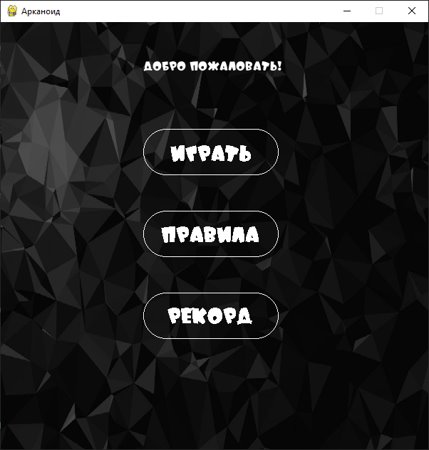 Арканоид
ДОБРО ПОЖАЛОВАТЬ!
ИГРАТЬ
ПРАВИЛА
РЕКОРД